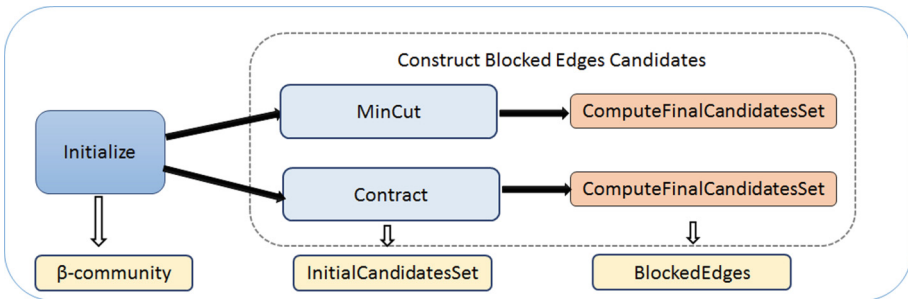 Construct Blocked Edges Candidates
MinCut
ComputeFinalCandidatesSet
Initialize
Contract
ComputeFinalCandidatesSet
β-community
InitialCandidatesSet
BlockedEdges